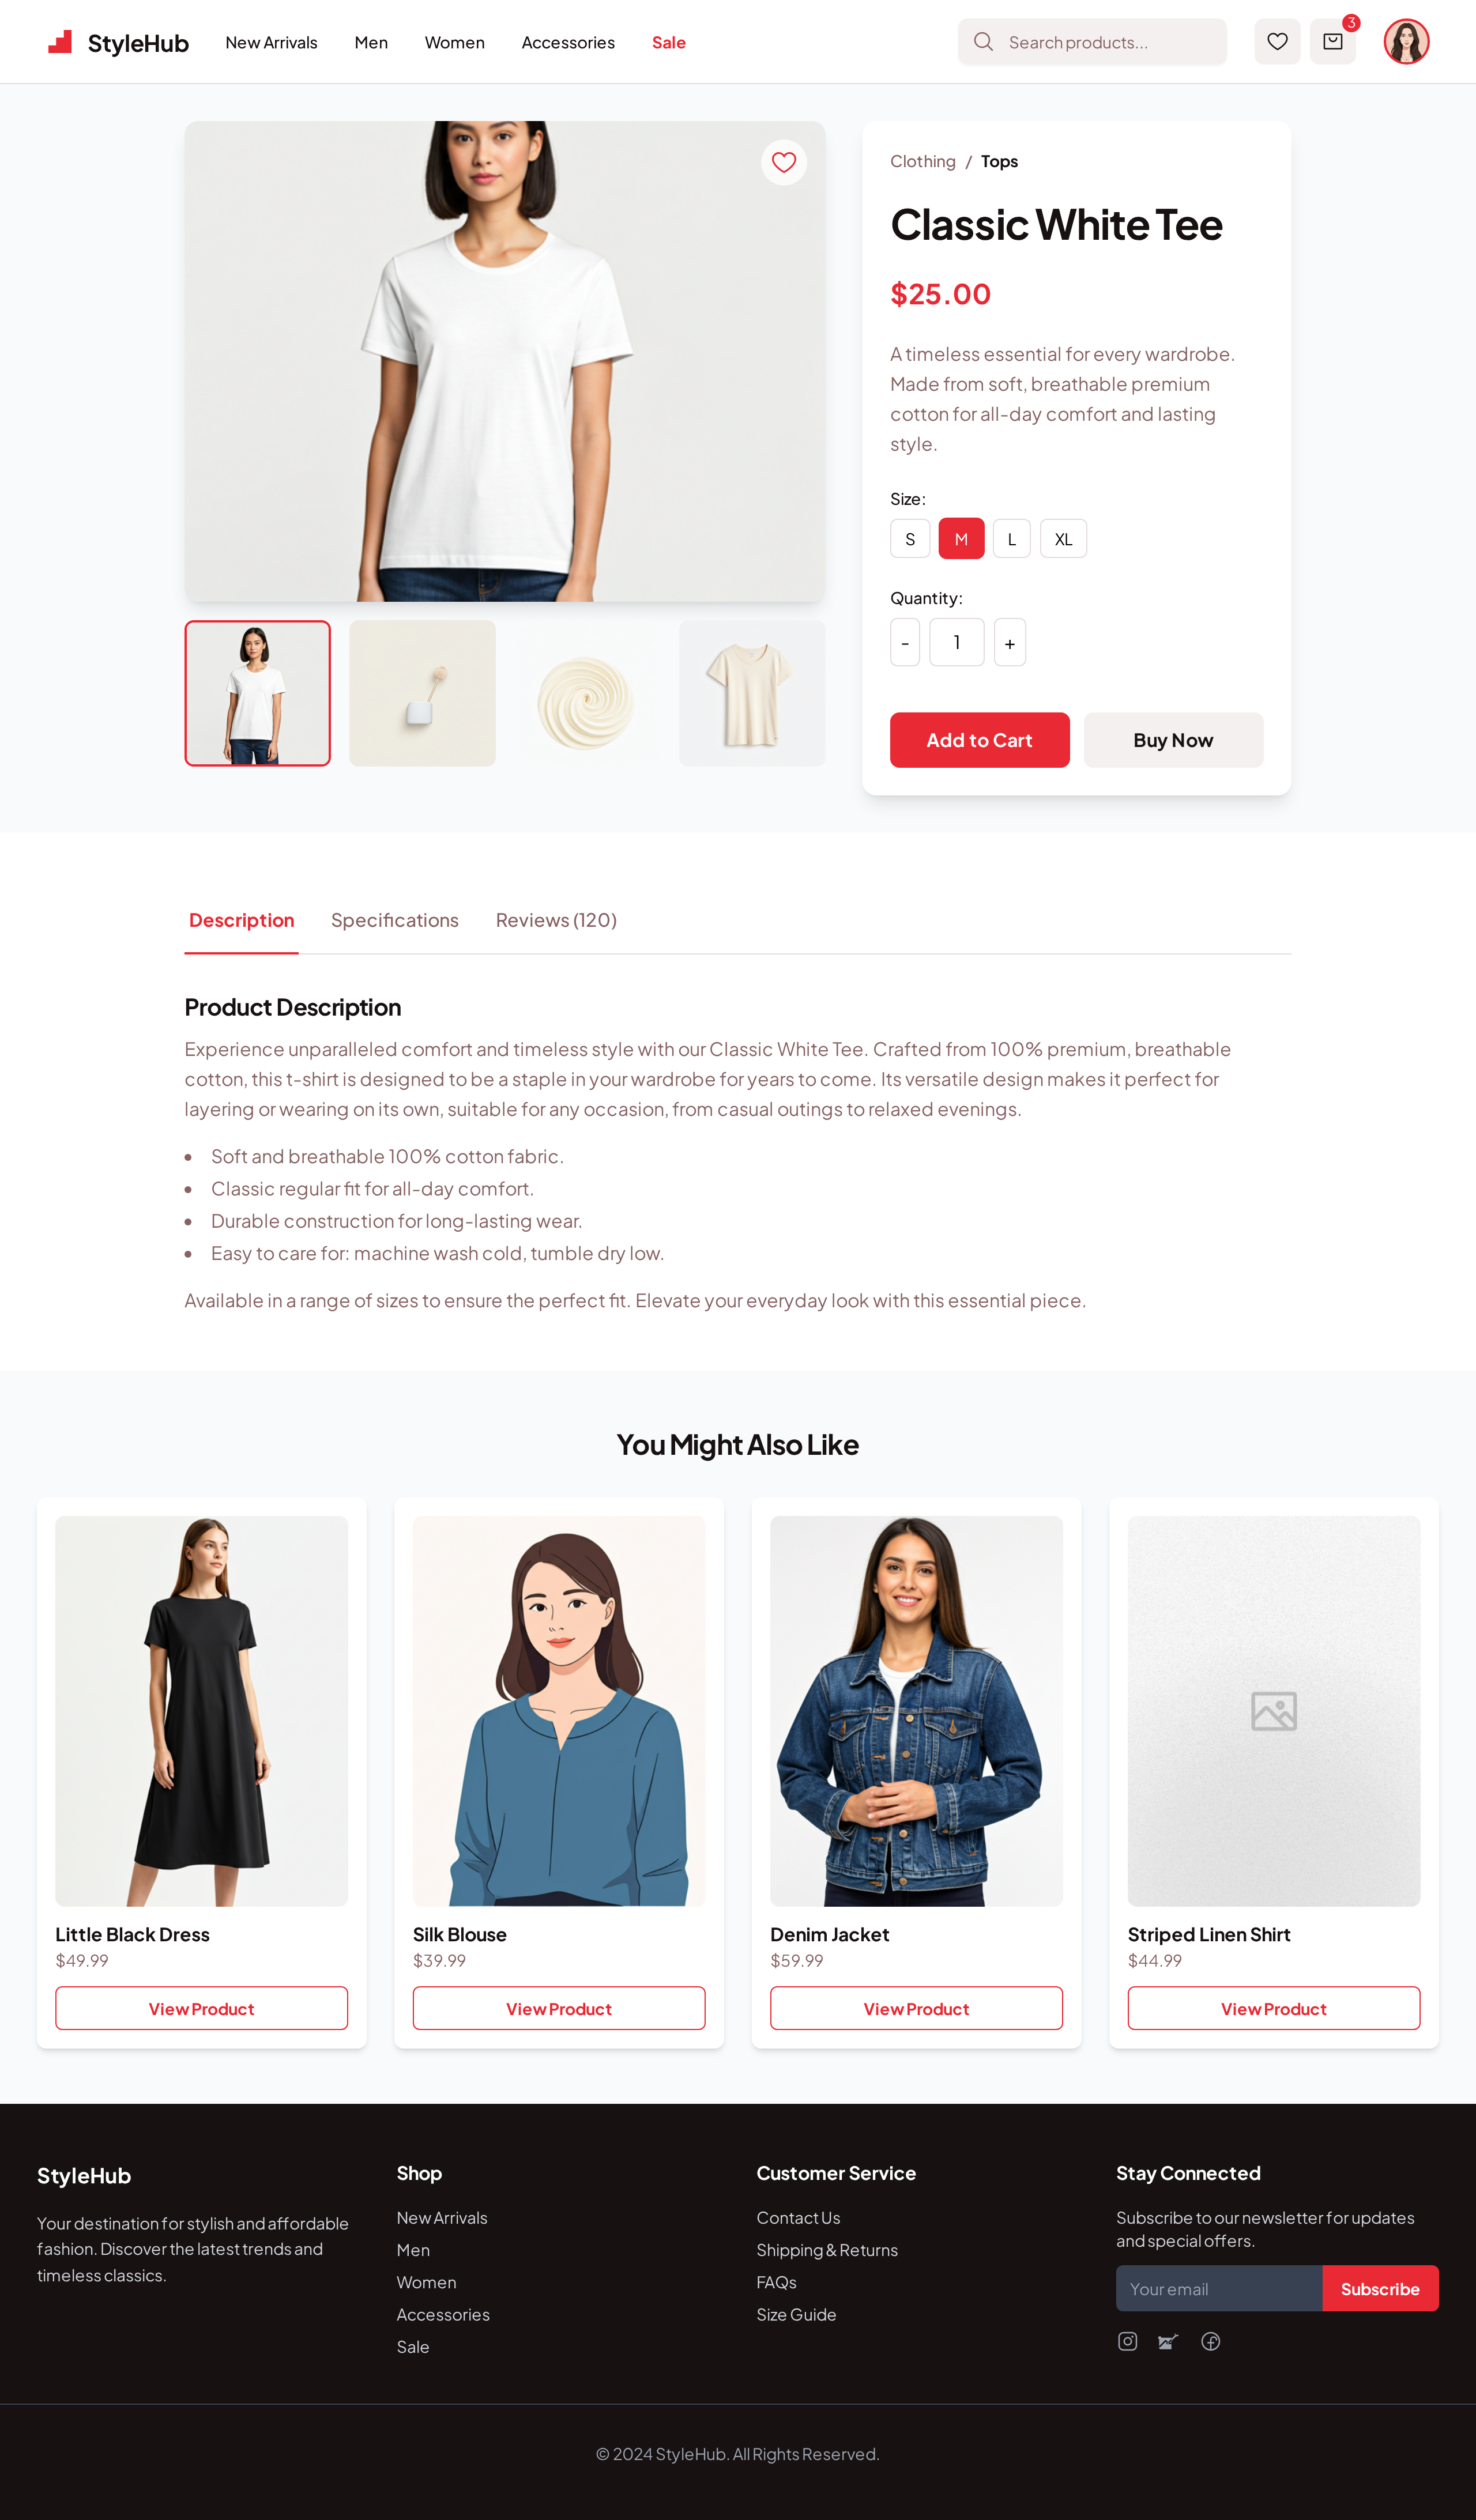 StyleHub
New Arrivals
Men
Women
Accessories
Sale
Search products...
3
Clothing / Tops
Classic White Tee
$25.00
A timeless essential for every wardrobe.
Made from soft, breathable premium
cotton for all-day comfort and lasting
style.
Size:
S
M
L
XL
Quantity:
-
1
+
Add to Cart
Buy Now
Description
Specifications
Reviews (120)
Product Description
Experience unparalleled comfort and timeless style with our Classic White Tee. Crafted from 100% premium, breathable
cotton, this t-shirt is designed to be a staple in your wardrobe for years to come. Its versatile design makes it perfect for
layering or wearing on its own, suitable for any occasion, from casual outings to relaxed evenings.
• Soft and breathable 100% cotton fabric.
• Classic regular fit for all-day comfort.
• Durable construction for long-lasting wear.
• Easy to care for: machine wash cold, tumble dry low.
Available in a range of sizes to ensure the perfect fit. Elevate your everyday look with this essential piece.
You Might Also Like
Little Black Dress
$49.99
View Product
Silk Blouse
$39.99
View Product
Denim Jacket
$59.99
View Product
Striped Linen Shirt
$44.99
View Product
StyleHub
Your destination for stylish and affordable
fashion. Discover the latest trends and
timeless classics.
Shop
New Arrivals
Men
Women
Accessories
Sale
Customer Service
Contact Us
Shipping & Returns
FAQs
Size Guide
Stay Connected
Subscribe to our newsletter for updates
and special offers.
Your email
Subscribe
© 2024 StyleHub. All Rights Reserved.